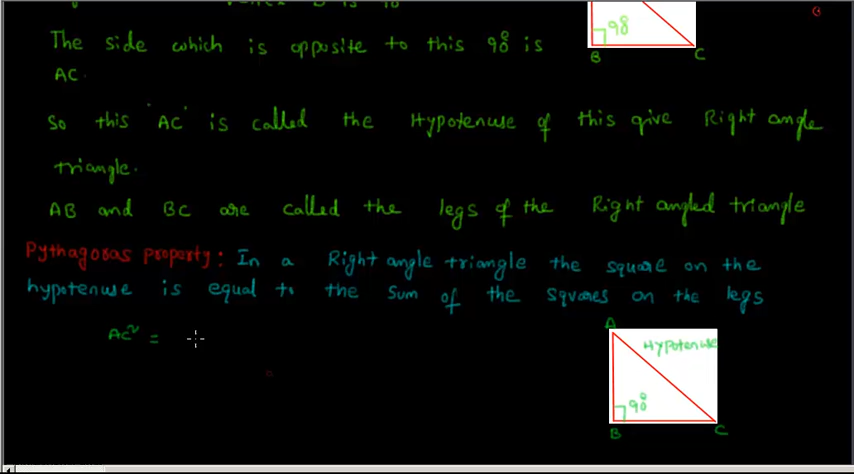 The side which is opposite to this 90° is
AC.
So this 'AC' is called the Hypotenuse of this give Right angle
triangle.
AB and BC are called the legs of the Right angled triangle
Pythagoras property: In a Right angle triangle the square on the
hypotenuse is equal to the sum of the squares on the legs
AC² =
90°
B
C
A
Hypotenuse
90°
B
C